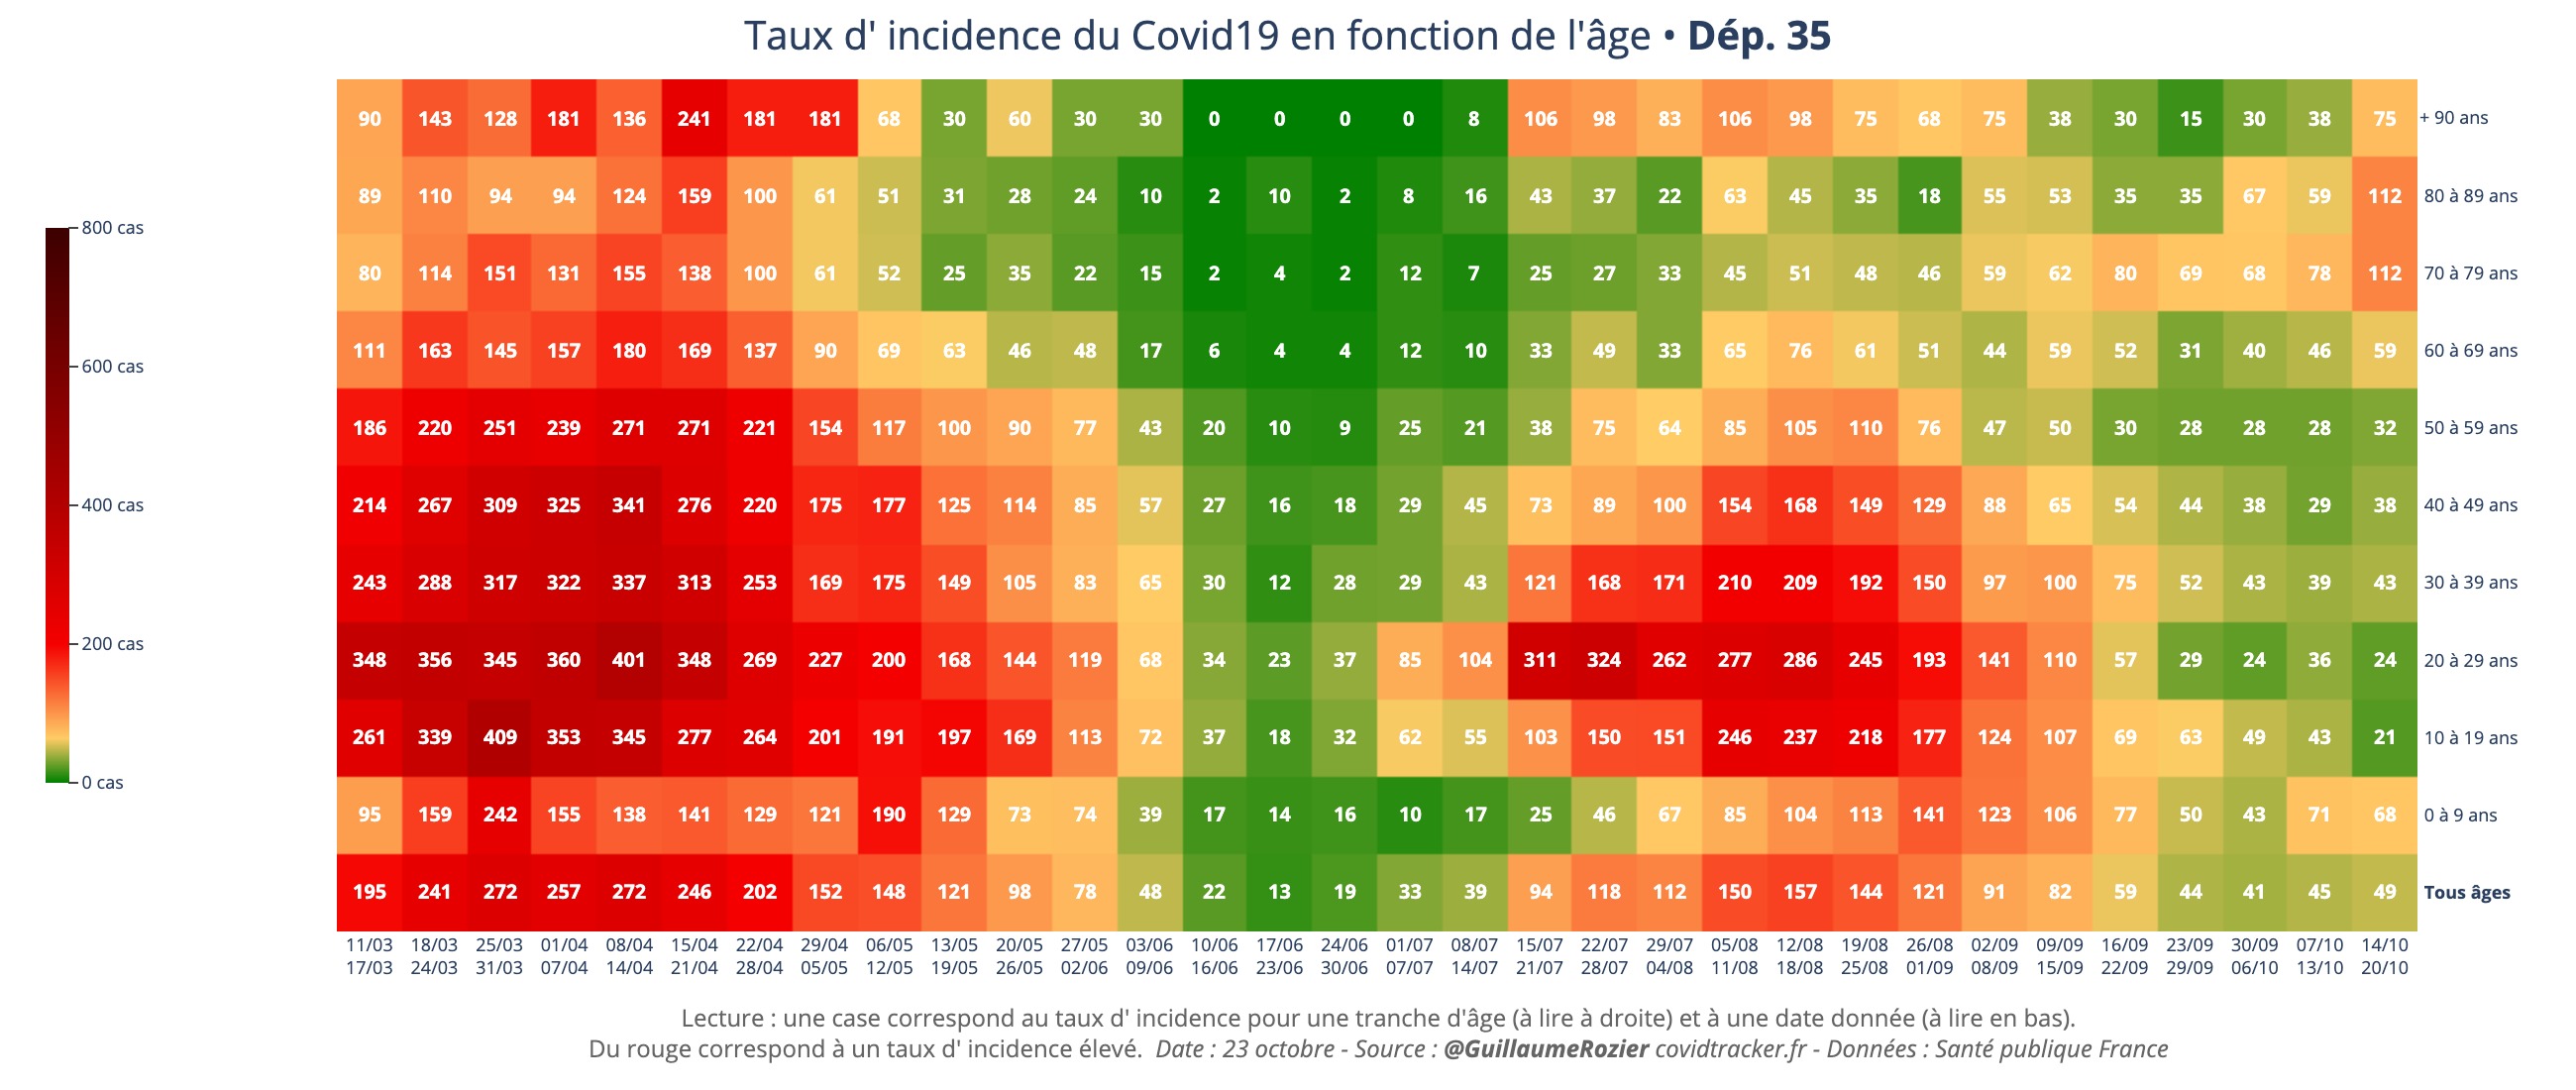 Taux d' incidence du Covid19 en fonction de l'âge • Dép. 35
90 143 128 181 136 241 181 181 68 30 60 30 30 0 0 0 0 8 106 98 83 106 98 75 68 75 38 30 15 30 38 75 + 90 ans
89 110 94 94 124 159 100 61 51 31 28 24 10 2 10 2 8 16 43 37 22 63 45 35 18 55 53 35 35 67 59 112 80 à 89 ans
800 cas
80 114 151 131 155 138 100 61 52 25 35 22 15 2 4 2 12 7 25 27 33 45 51 48 46 59 62 80 69 68 78 112 70 à 79 ans
111 163 145 157 180 169 137 90 69 63 46 48 17 6 4 4 12 10 33 49 33 65 76 61 51 44 59 52 31 40 46 59 60 à 69 ans
600 cas
186 220 251 239 271 271 221 154 117 100 90 77 43 20 10 9 25 21 38 75 64 85 105 110 76 47 50 30 28 28 28 32 50 à 59 ans
400 cas
214 267 309 325 341 276 220 175 177 125 114 85 57 27 16 18 29 45 73 89 100 154 168 149 129 88 65 54 44 38 29 38 40 à 49 ans
243 288 317 322 337 313 253 169 175 149 105 83 65 30 12 28 29 43 121 168 171 210 209 192 150 97 100 75 52 43 39 43 30 à 39 ans
200 cas
348 356 345 360 401 348 269 227 200 168 144 119 68 34 23 37 85 104 311 324 262 277 286 245 193 141 110 57 29 24 36 24 20 à 29 ans
261 339 409 353 345 277 264 201 191 197 169 113 72 37 18 32 62 55 103 150 151 246 237 218 177 124 107 69 63 49 43 21 10 à 19 ans
0 cas
95 159 242 155 138 141 129 121 190 129 73 74 39 17 14 16 10 17 25 46 67 85 104 113 141 123 106 77 50 43 71 68 0 à 9 ans
195 241 272 257 272 246 202 152 148 121 98 78 48 22 13 19 33 39 94 118 112 150 157 144 121 91 82 59 44 41 45 49 Tous âges
11/03 18/03 25/03 01/04 08/04 15/04 22/04 29/04 06/05 13/05 20/05 27/05 03/06 10/06 17/06 24/06 01/07 08/07 15/07 22/07 29/07 05/08 12/08 19/08 26/08 02/09 09/09 16/09 23/09 30/09 07/10 14/10
17/03 24/03 31/03 07/04 14/04 21/04 28/04 05/05 12/05 19/05 26/05 02/06 09/06 16/06 23/06 30/06 07/07 14/07 21/07 28/07 04/08 11/08 18/08 25/08 01/09 08/09 15/09 22/09 29/09 06/10 13/10 20/10
Lecture : une case correspond au taux d' incidence pour une tranche d'âge (à lire à droite) et à une date donnée (à lire en bas).
Du rouge correspond à un taux d' incidence élevé. Date : 23 octobre - Source : @GuillaumeRozier covidtracker.fr - Données : Santé publique France